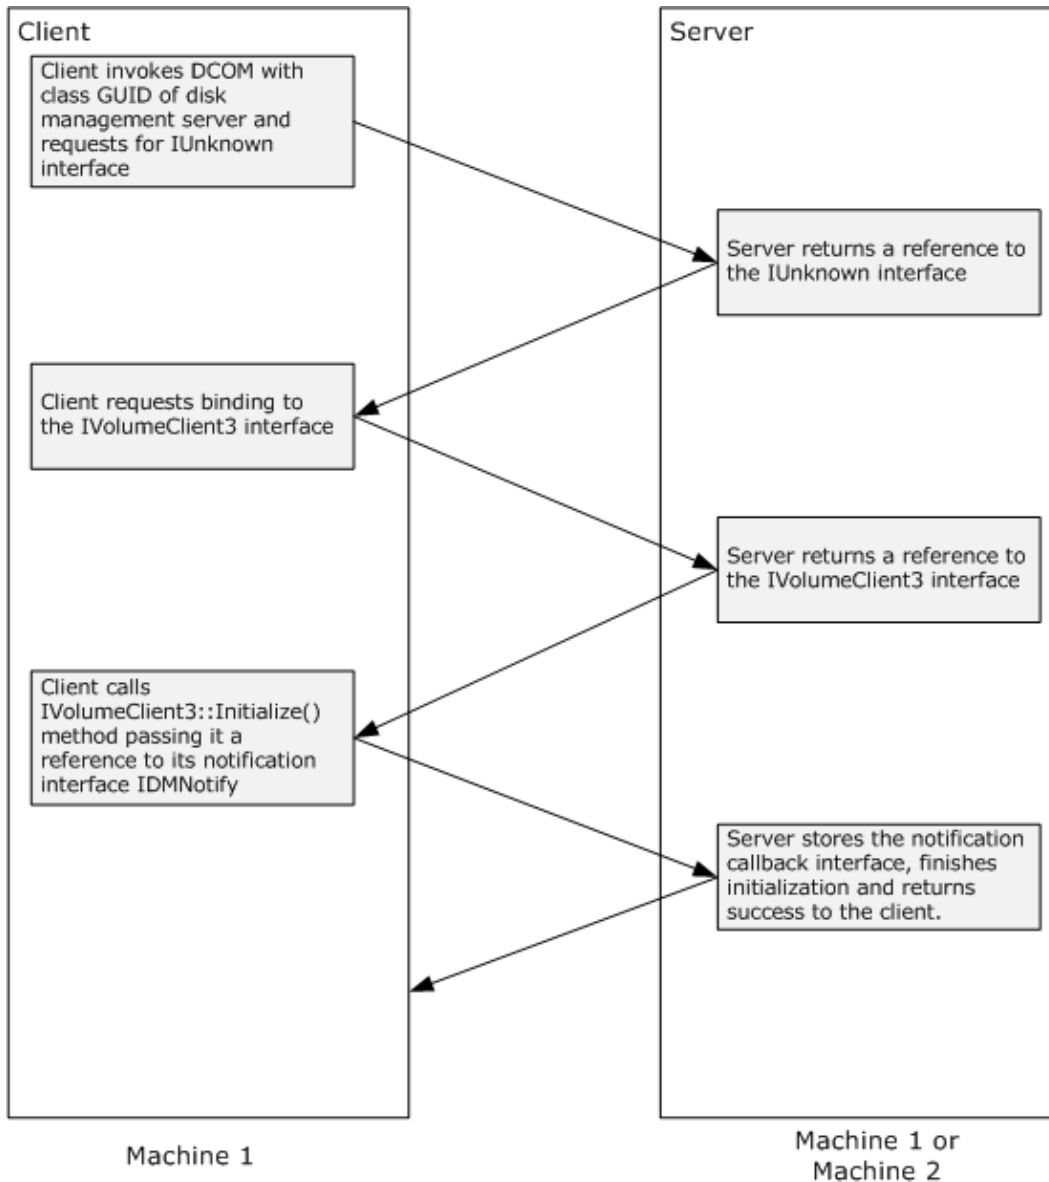 Client
Server
Client invokes DCOM with
class GUID of disk
management server and
requests for IUnknown
interface
Server returns a reference to
the IUnknown interface
Client requests binding to
the IVolumeClient3 interface
Server returns a reference to
the IVolumeClient3 interface
Client calls
IVolumeClient3::Initialize()
method passing it a
reference to its notification
interface IDMNotify
Server stores the notification
callback interface, finishes
initialization and returns
success to the client.
Machine 1
Machine 1 or
Machine 2